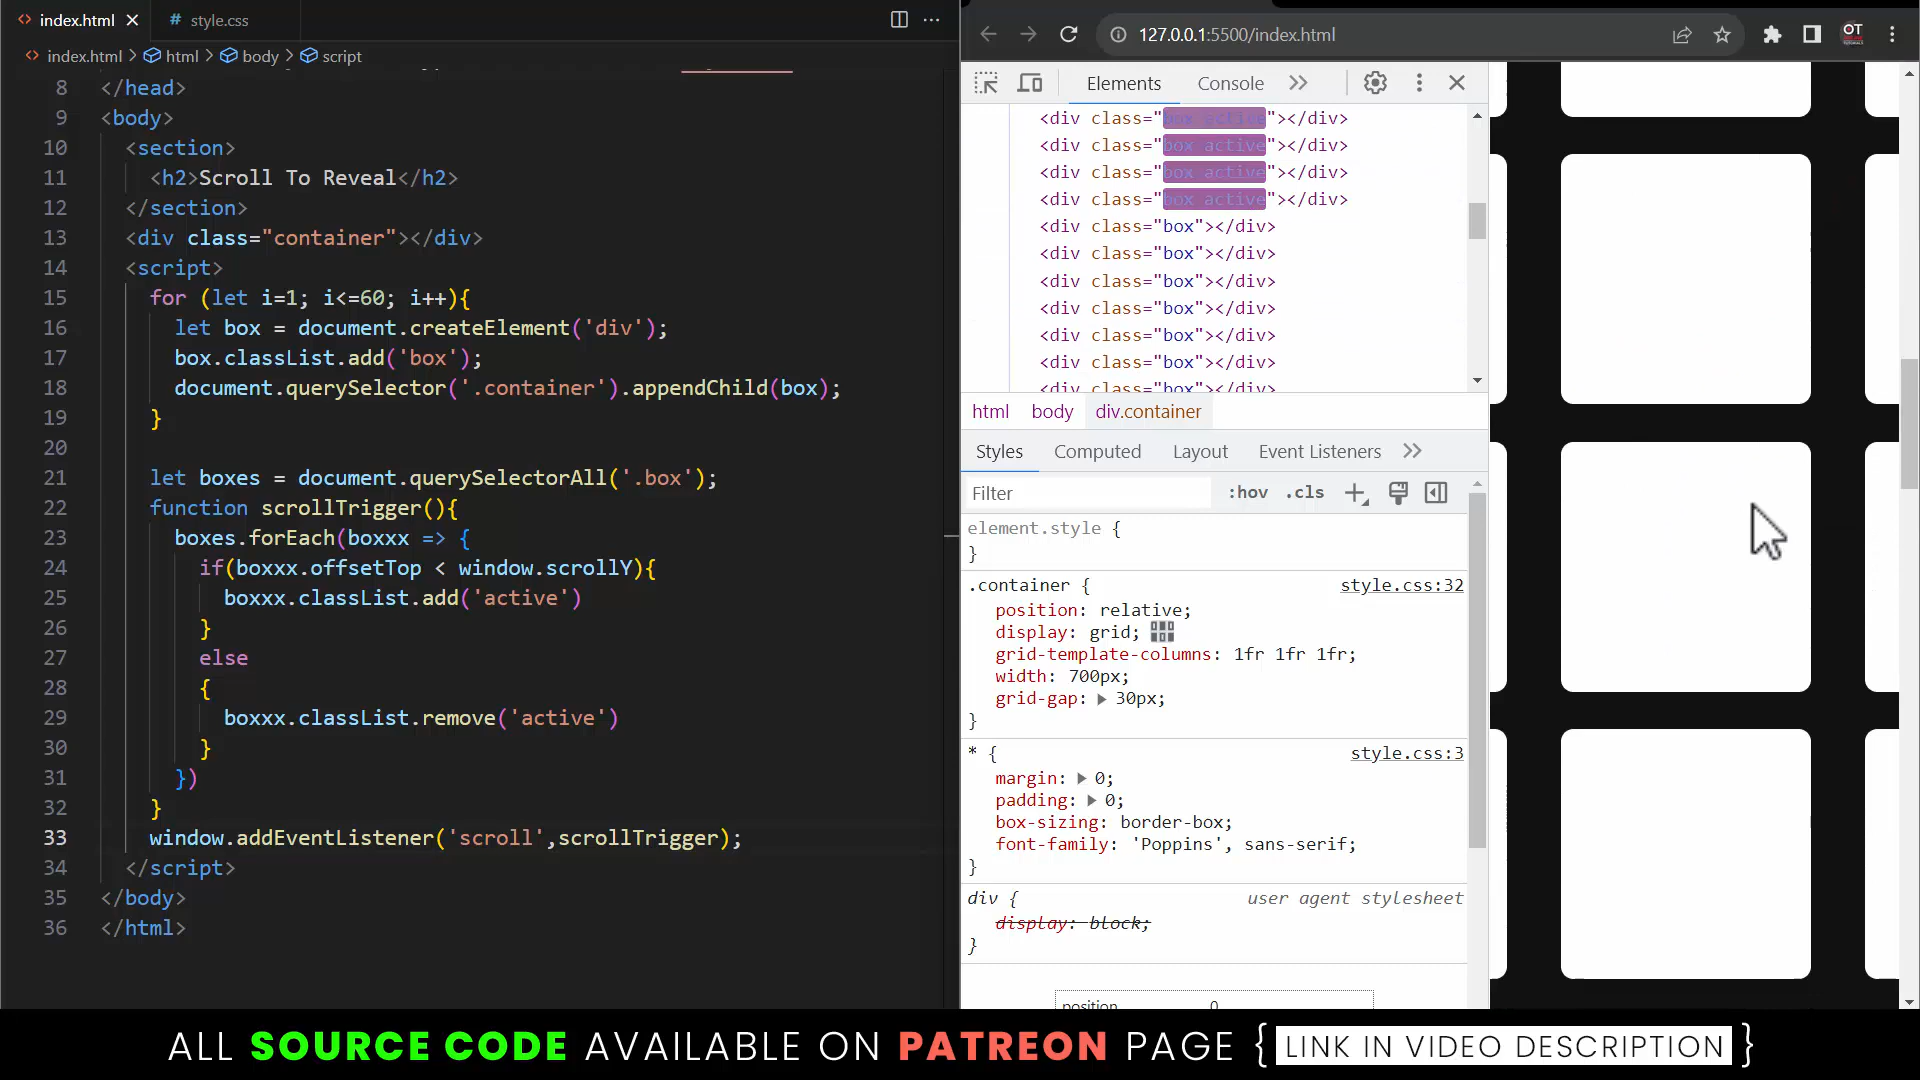 index.html
style.css
index.html > html > body > script
8 </head>
9 <body>
10 <section>
11 <h2>Scroll To Reveal</h2>
12 </section>
13 <div class="container"></div>
14 <script>
15 for (let i=1; i<=60; i++){
16 let box = document.createElement('div');
17 box.classList.add('box');
18 document.querySelector('.container').appendChild(box);
19 }
20
21 let boxes = document.querySelectorAll('.box');
22 function scrollTrigger(){
23 boxes.forEach(boxxx => {
24 if(boxxx.offsetTop < window.scrollY){
25 boxxx.classList.add('active')
26 }
27 else
28 {
29 boxxx.classList.remove('active')
30 }
31 })
32 }
33 window.addEventListener('scroll',scrollTrigger);
34 </script>
35 </body>
36 </html>
127.0.0.1:5500/index.html
OT
Elements
Console
<div class="box active"></div>
<div class="box active"></div>
<div class="box active"></div>
<div class="box active"></div>
<div class="box"></div>
<div class="box"></div>
<div class="box"></div>
<div class="box"></div>
<div class="box"></div>
<div class="box"></div>
<div class="box"></div>
html body div.container
Styles Computed Layout Event Listeners
Filter
:hov .cls
element.style {
}
.container { style.css:32
position: relative;
display: grid;
grid-template-columns: 1fr 1fr 1fr;
width: 700px;
grid-gap: 30px;
}
* { style.css:3
margin: 0;
padding: 0;
box-sizing: border-box;
font-family: 'Poppins', sans-serif;
}
div { user agent stylesheet
display: block;
}
position 0
ALL SOURCE CODE AVAILABLE ON PATREON PAGE { LINK IN VIDEO DESCRIPTION }